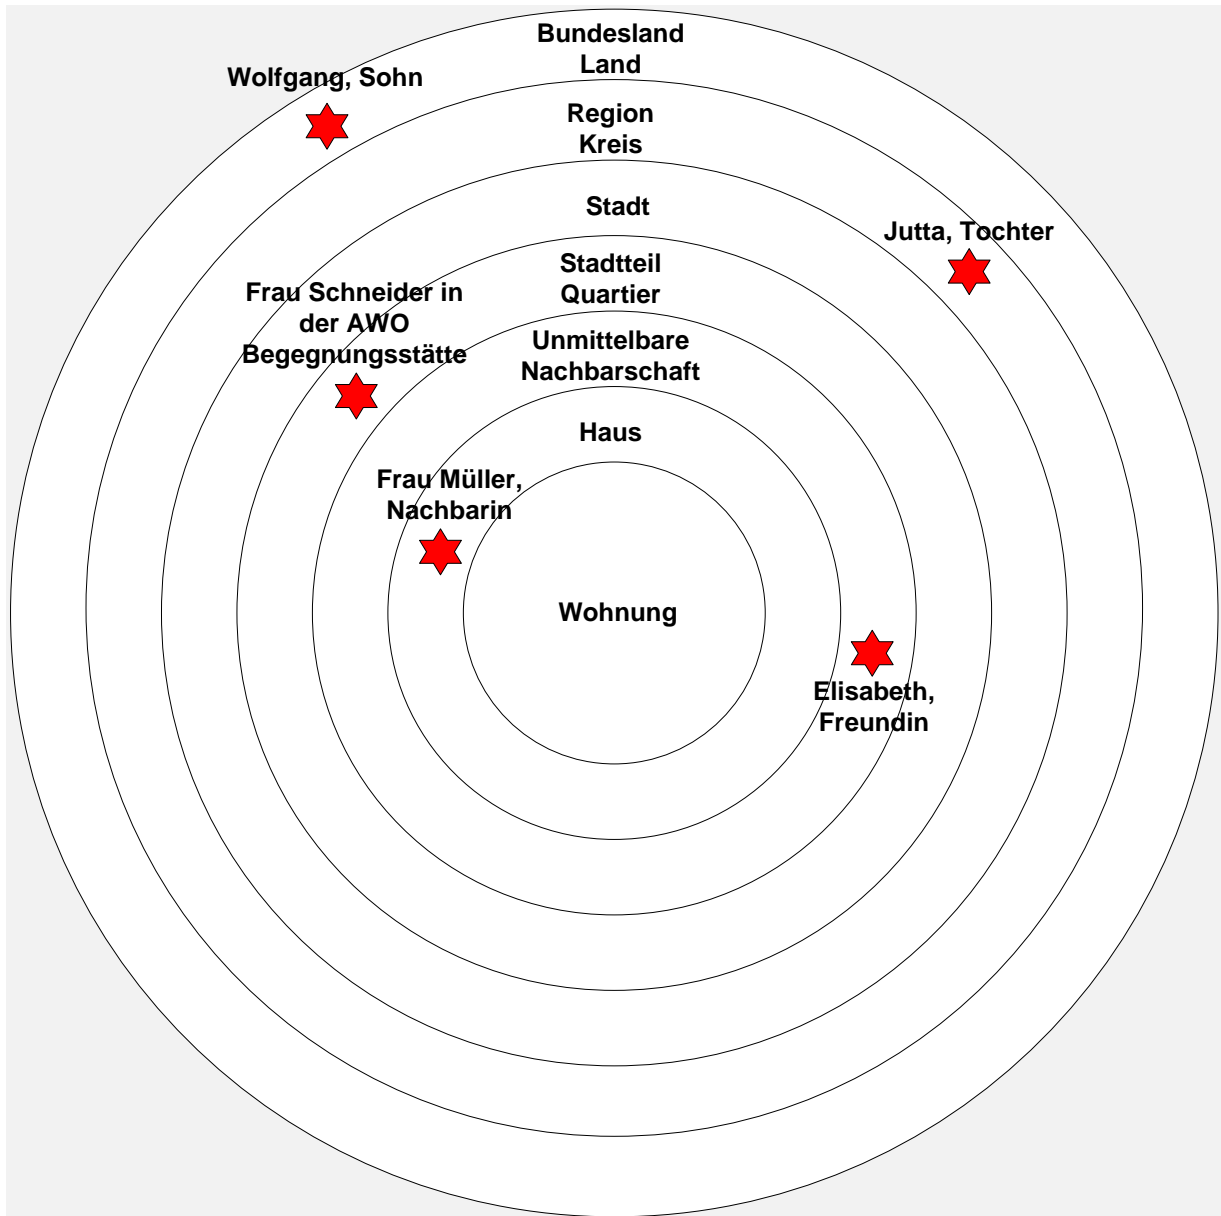 Bundesland
Land
Wolfgang, Sohn
Region
Kreis
Stadt
Jutta, Tochter
Stadtteil
Quartier
Frau Schneider in
der AWO
Begegnungsstätte
Unmittelbare
Nachbarschaft
Haus
Frau Müller,
Nachbarin
Wohnung
Elisabeth,
Freundin